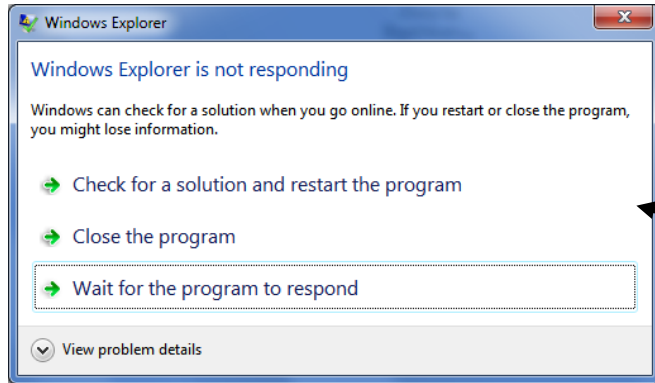 Windows Explorer
Windows Explorer is not responding
Windows can check for a solution when you go online. If you restart or close the program,
you might lose information.
Check for a solution and restart the program
Close the program
Wait for the program to respond
View problem details